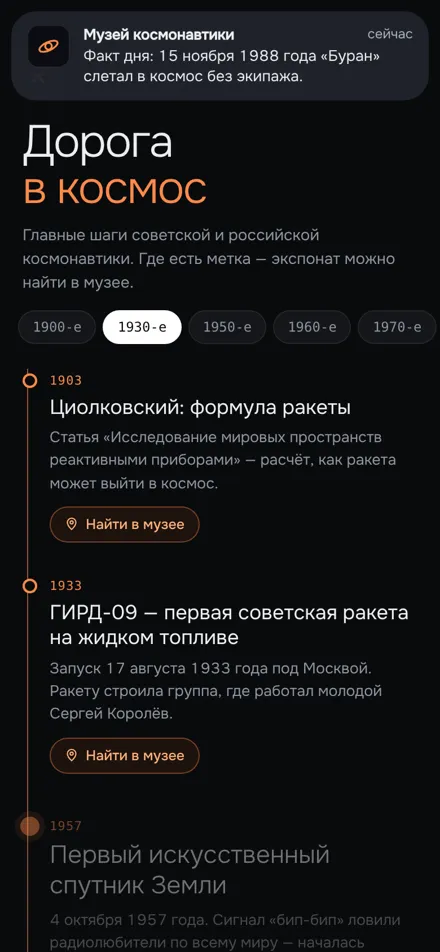 Музей космонавтики
сейчас
Факт дня: 15 ноября 1988 года «Буран»
слетал в космос без экипажа.
Дорога
в космос
Главные шаги советской и российской
космонавтики. Где есть метка — экспонат можно
найти в музее.
1900-е 1930-е 1950-е 1960-е 1970-е
1903
Циолковский: формула ракеты
Статья «Исследование мировых пространств
реактивными приборами» — расчёт, как ракета
может выйти в космос.
Найти в музее
1933
ГИРД-09 — первая советская ракета
на жидком топливе
Запуск 17 августа 1933 года под Москвой.
Ракету строила группа, где работал молодой
Сергей Королёв.
Найти в музее
1957
Первый искусственный
спутник Земли
4 октября 1957 года. Сигнал «бип-бип» ловили
радиолюбители по всему миру — началась